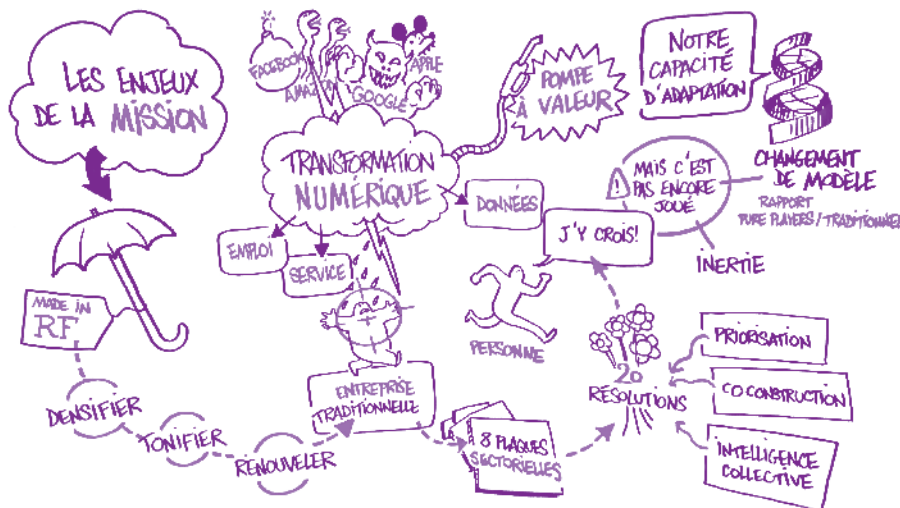 LES ENJEUX
DE LA MISSION
FACEBOOK
AMAZON
GOOGLE
APPLE
POMPE
À VALEUR
NOTRE
CAPACITÉ
D'ADAPTATION
TRANSFORMATION
NUMÉRIQUE
DONNÉES
EMPLOI
SERVICE
!
MAIS C'EST
PAS ENCORE
JOUÉ
CHANGEMENT
DE MODÈLE
RAPPORT
PURE PLAYERS/TRADITIONNEL
J'Y CROIS!
INERTIE
PERSONNE
MADE IN
RF
DENSIFIER
TONIFIER
RENOUVELER
ENTREPRISE
TRADITIONNELLE
8 PLAQUES
SECTORIELLES
20
RÉSOLUTIONS
PRIORISATION
CO CONSTRUCTION
INTELLIGENCE
COLLECTIVE